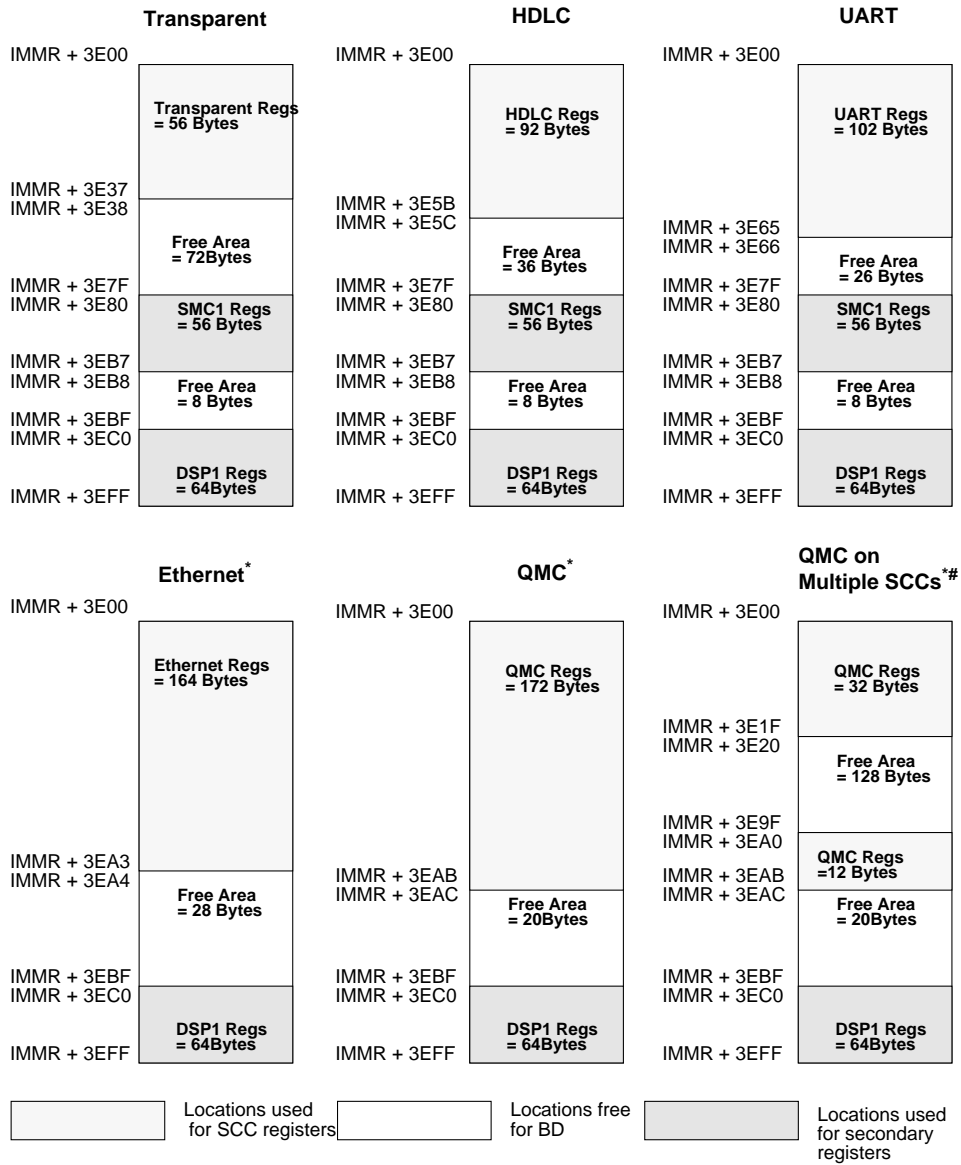 Transparent
IMMR + 3E00
Transparent Regs
= 56 Bytes
IMMR + 3E37
IMMR + 3E38
Free Area
= 72Bytes
IMMR + 3E7F
IMMR + 3E80
SMC1 Regs
= 56 Bytes
IMMR + 3EB7
IMMR + 3EB8
Free Area
= 8 Bytes
IMMR + 3EBF
IMMR + 3EC0
DSP1 Regs
= 64Bytes
IMMR + 3EFF
HDLC
IMMR + 3E00
HDLC Regs
= 92 Bytes
IMMR + 3E5B
IMMR + 3E5C
Free Area
= 36 Bytes
IMMR + 3E7F
IMMR + 3E80
SMC1 Regs
= 56 Bytes
IMMR + 3EB7
IMMR + 3EB8
Free Area
= 8 Bytes
IMMR + 3EBF
IMMR + 3EC0
DSP1 Regs
= 64Bytes
IMMR + 3EFF
UART
IMMR + 3E00
UART Regs
= 102 Bytes
IMMR + 3E65
IMMR + 3E66
Free Area
= 26 Bytes
IMMR + 3E7F
IMMR + 3E80
SMC1 Regs
= 56 Bytes
IMMR + 3EB7
IMMR + 3EB8
Free Area
= 8 Bytes
IMMR + 3EBF
IMMR + 3EC0
DSP1 Regs
= 64Bytes
IMMR + 3EFF
Ethernet*
IMMR + 3E00
Ethernet Regs
= 164 Bytes
IMMR + 3EA3
IMMR + 3EA4
Free Area
= 28 Bytes
IMMR + 3EBF
IMMR + 3EC0
DSP1 Regs
= 64Bytes
IMMR + 3EFF
QMC*
IMMR + 3E00
QMC Regs
= 172 Bytes
IMMR + 3EAB
IMMR + 3EAC
Free Area
= 20Bytes
IMMR + 3EBF
IMMR + 3EC0
DSP1 Regs
= 64Bytes
IMMR + 3EFF
QMC on
Multiple SCCs*#
IMMR + 3E00
QMC Regs
= 32 Bytes
IMMR + 3E1F
IMMR + 3E20
Free Area
= 128 Bytes
IMMR + 3E9F
IMMR + 3EA0
QMC Regs
=12 Bytes
IMMR + 3EAB
IMMR + 3EAC
Free Area
= 20Bytes
IMMR + 3EBF
IMMR + 3EC0
DSP1 Regs
= 64Bytes
IMMR + 3EFF
Locations used
for SCC registers
Locations free
for BD
Locations used
for secondary
registers